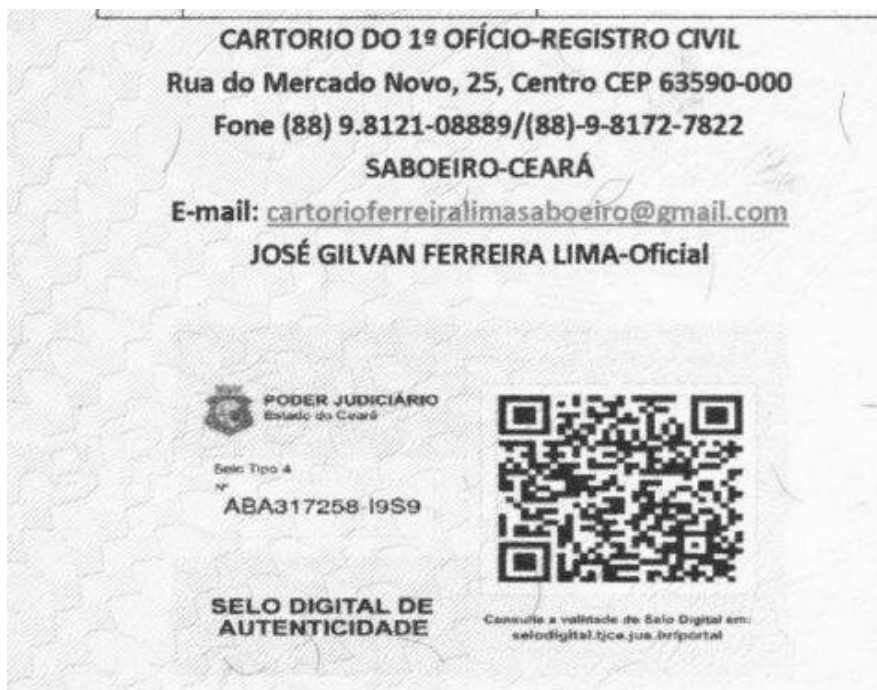 CARTORIO DO 1º OFÍCIO-REGISTRO CIVIL
Rua do Mercado Novo, 25, Centro CEP 63590-000
Fone (88) 9.8121-08889/(88)-9-8172-7822
SABOEIRO-CEARÁ
E-mail: cartorioferreiralimasaboeiro@gmail.com
JOSÉ GILVAN FERREIRA LIMA-Oficial
PODER JUDICIÁRIO
Estado do Ceará
Selo Tipo 4
Nº
ABA317258-I9S9
SELO DIGITAL DE
AUTENTICIDADE
Consulte a validade do Selo Digital em:
selodigital.tjce.jus.br/portal